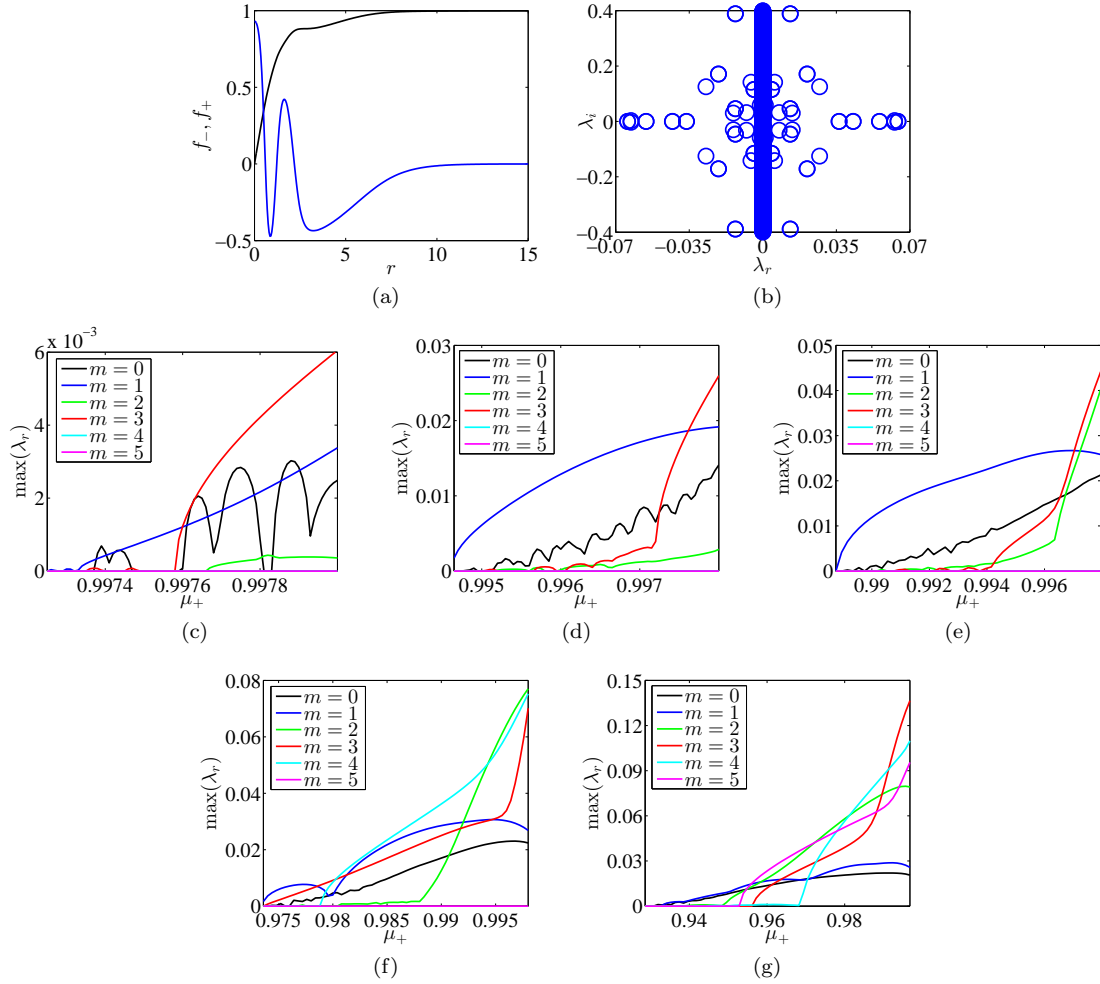 1
0.5
0
−0.5
f₋, f₊
0
5
10
15
r
(a)
0.4
0.2
0
−0.2
−0.4
λᵢ
−0.07
−0.035
0
0.035
0.07
λᵣ
(b)
6 x 10⁻³
4
2
0
max(λᵣ)
m = 0
m = 1
m = 2
m = 3
m = 4
m = 5
0.9974
0.9976
0.9978
μ₊
(c)
0.03
0.02
0.01
0
max(λᵣ)
m = 0
m = 1
m = 2
m = 3
m = 4
m = 5
0.995
0.996
0.997
μ₊
(d)
0.05
0.04
0.03
0.02
0.01
0
max(λᵣ)
m = 0
m = 1
m = 2
m = 3
m = 4
m = 5
0.99
0.992
0.994
0.996
μ₊
(e)
0.08
0.06
0.04
0.02
0
max(λᵣ)
m = 0
m = 1
m = 2
m = 3
m = 4
m = 5
0.975
0.98
0.985
0.99
0.995
μ₊
(f)
0.15
0.12
0.09
0.06
0.03
0
max(λᵣ)
m = 0
m = 1
m = 2
m = 3
m = 4
m = 5
0.94
0.96
0.98
μ₊
(g)